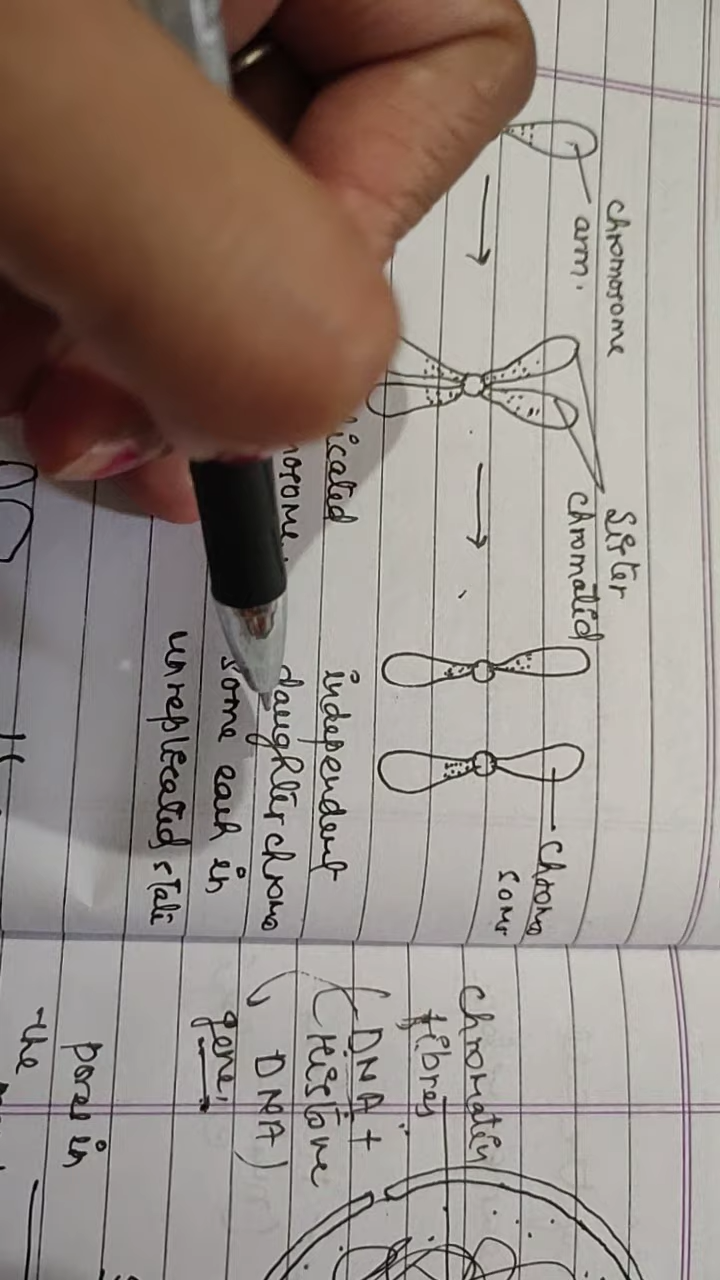 chromosome
arm.
Sister
chromatid
chromo
some
icated
mosome.
independent
daughter chromo
some each in
unreplicated state
chromatin
fibres
(DNA +
Histone
( DNA)
gene,
pores in
the